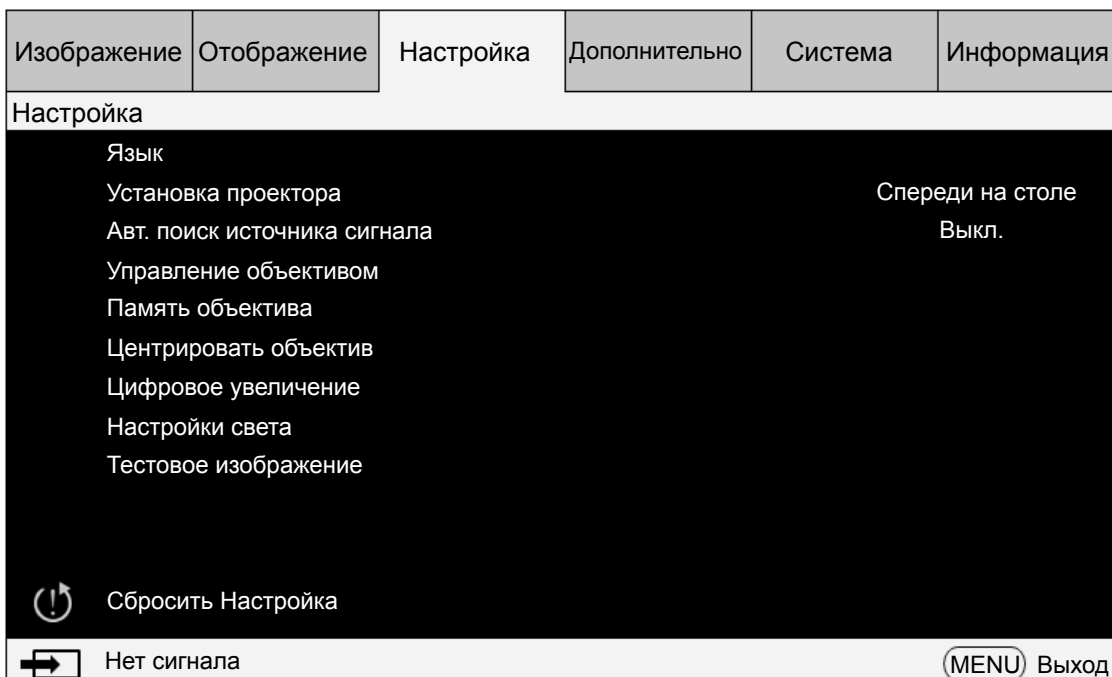 Изображение Отображение Настройка Дополнительно Система Информация
Настройка
Язык
Установка проектора Спереди на столе
Авт. поиск источника сигнала Выкл.
Управление объективом
Память объектива
Центрировать объектив
Цифровое увеличение
Настройки света
Тестовое изображение
Сбросить Настройка
Нет сигнала MENU Выход